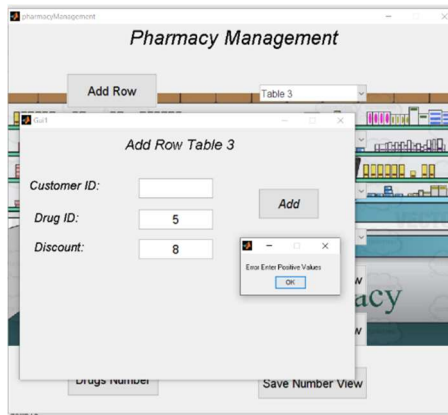 pharmacyManagement
Pharmacy Management
Add Row
Table 3
Gui1
Add Row Table 3
Customer ID:
Add
Drug ID:
5
Discount:
8
Error Enter Positive Values
OK
w
acy
w
Drugs Number
Save Number View